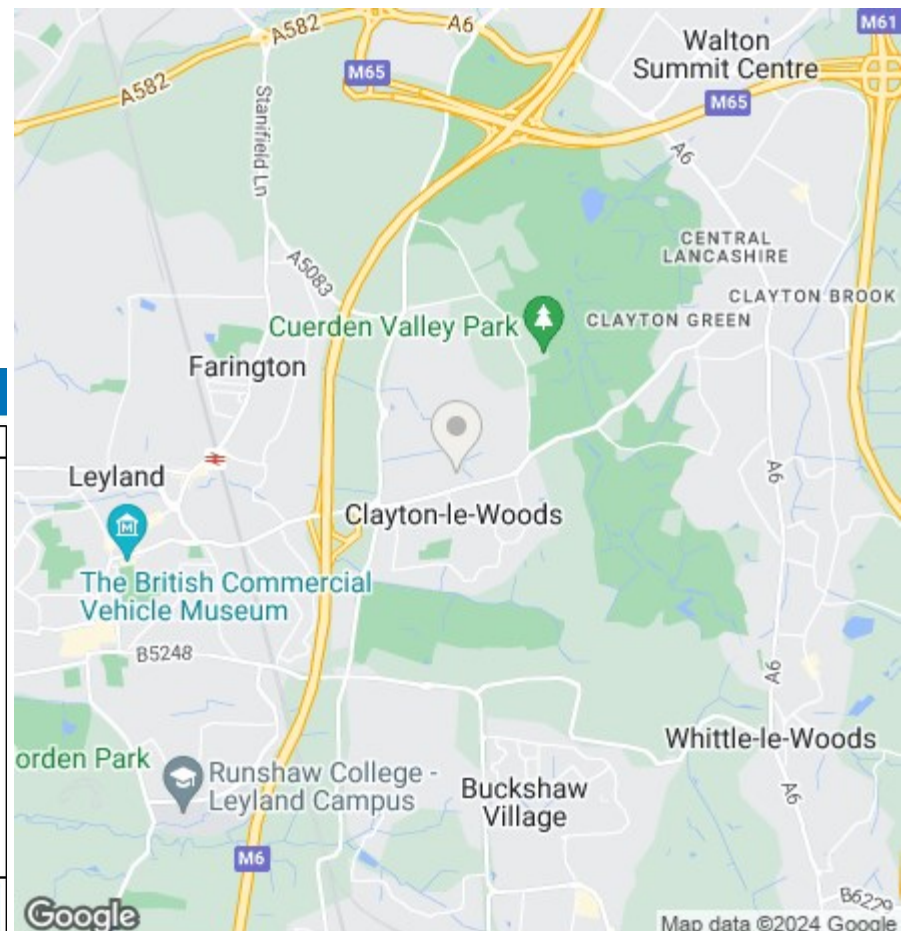 A582
A6
M61
Walton
Summit Centre
A582
M65
M65
Stanifield Ln
A6
CENTRAL
LANCASHIRE
A5083
CLAYTON BROOK
Cuerden Valley Park
CLAYTON GREEN
Farington
Leyland
A6
Clayton-le-Woods
The British Commercial
Vehicle Museum
B5248
A6
orden Park
Whittle-le-Woods
Runshaw College -
Leyland Campus
Buckshaw
Village
A6
M6
B6229
Google
Map data ©2024 Google